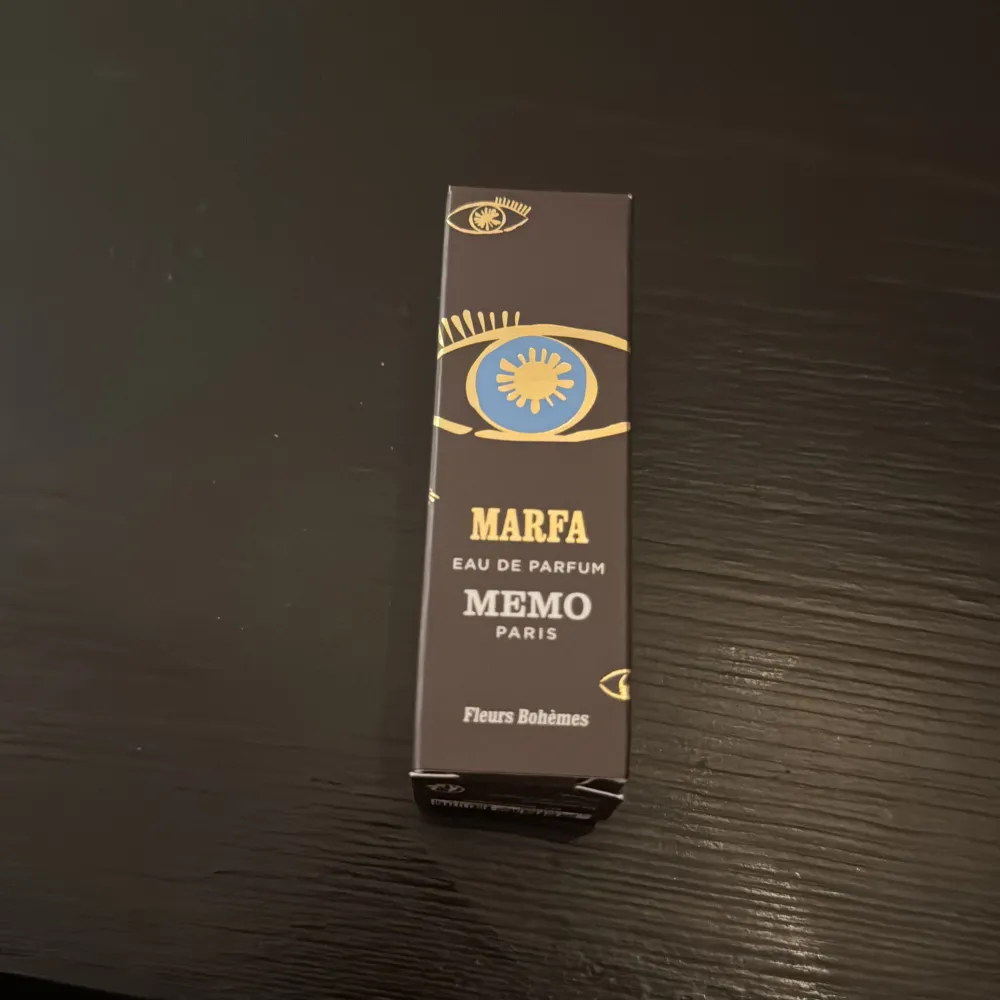 MARFA
EAU DE PARFUM
MEMO
PARIS
Fleurs Bohèmes